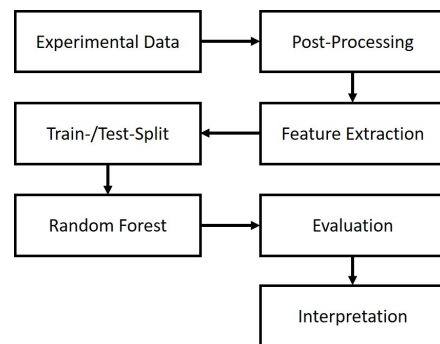 Experimental Data
Post-Processing
Feature Extraction
Train-/Test-Split
Random Forest
Evaluation
Interpretation